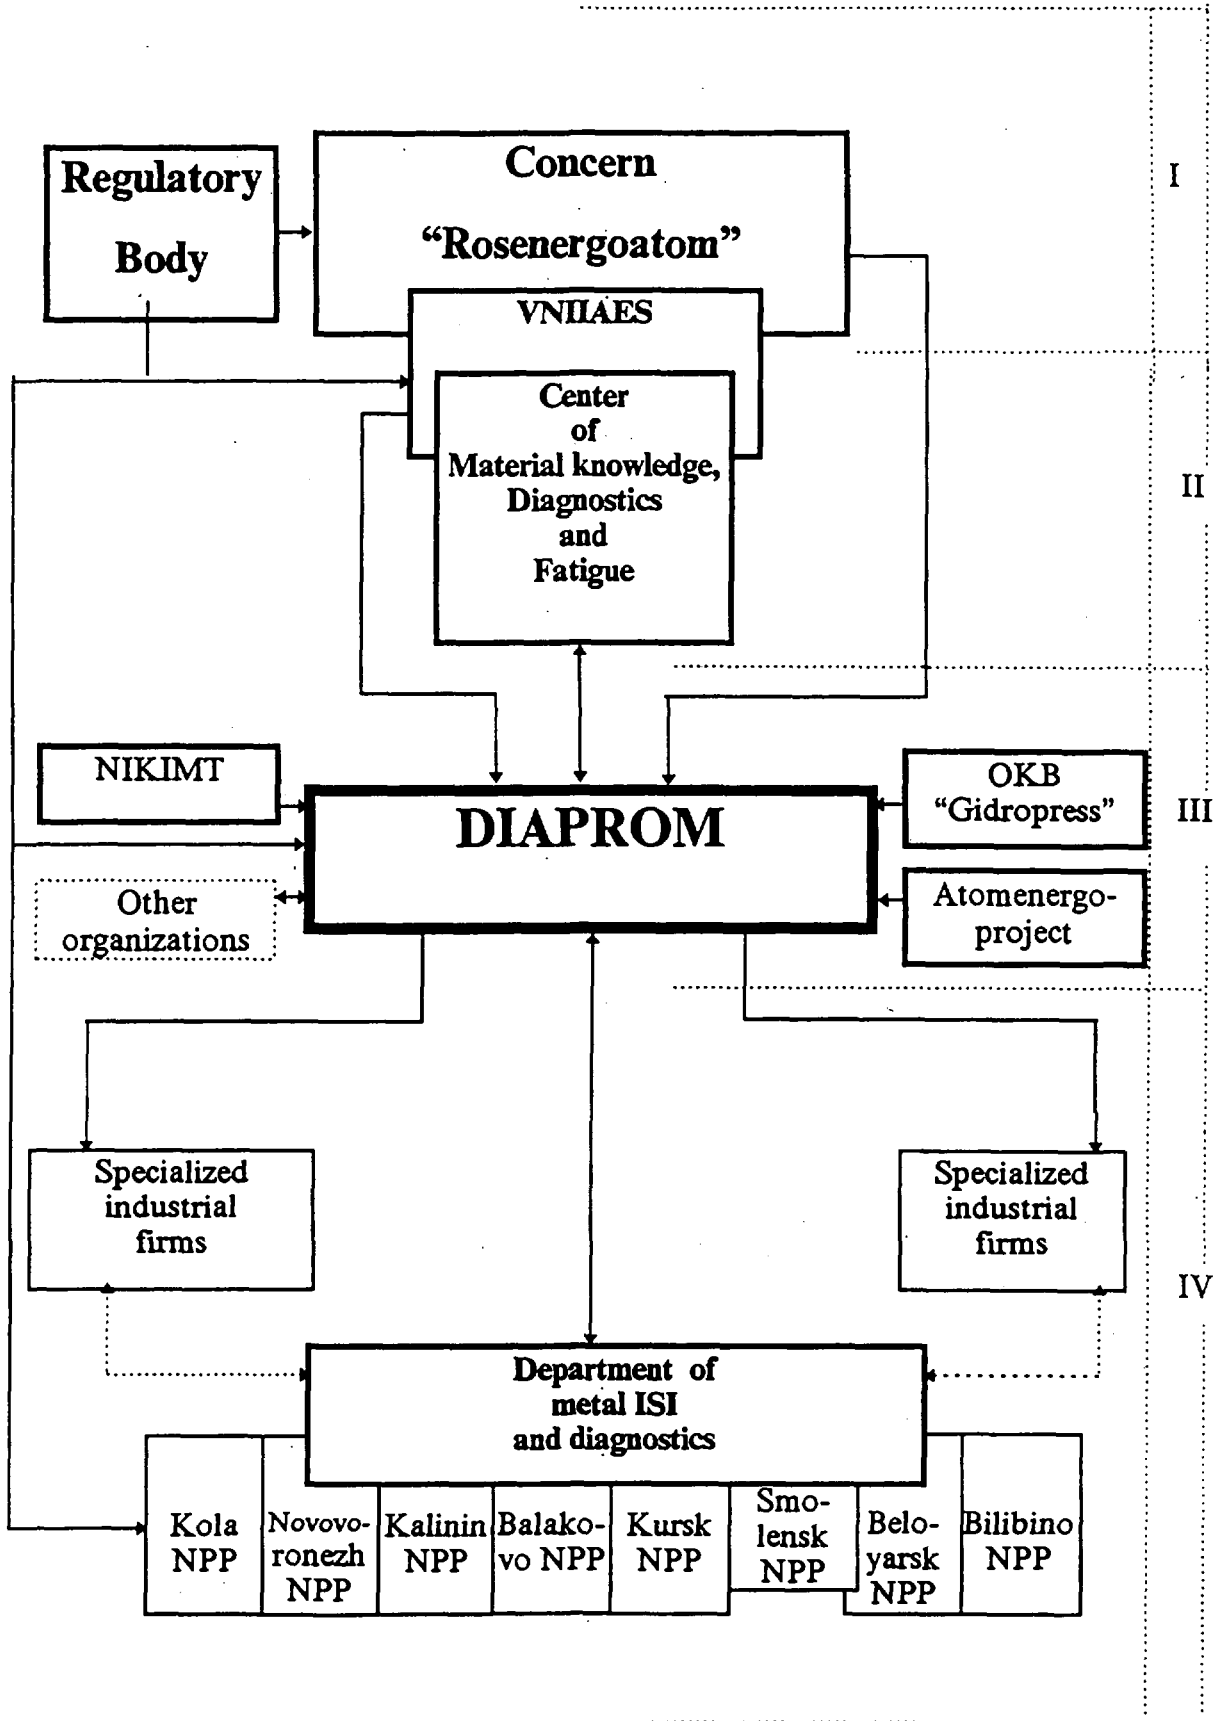 I
Regulatory
Body
Concern
“Rosenergoatom”
VNIIAES
Center
of
Material knowledge,
Diagnostics
and
Fatigue
II
NIKIMT
DIAPROM
OKB
“Gidropress”
III
Other
organizations
Atomenergo-
project
Specialized
industrial
firms
Specialized
industrial
firms
IV
Department of
metal ISI
and diagnostics
Kola
NPP
Novovo-
ronezh
NPP
Kalinin
NPP
Balako-
vo NPP
Kursk
NPP
Smo-
lensk
NPP
Belo-
yarsk
NPP
Bilibino
NPP